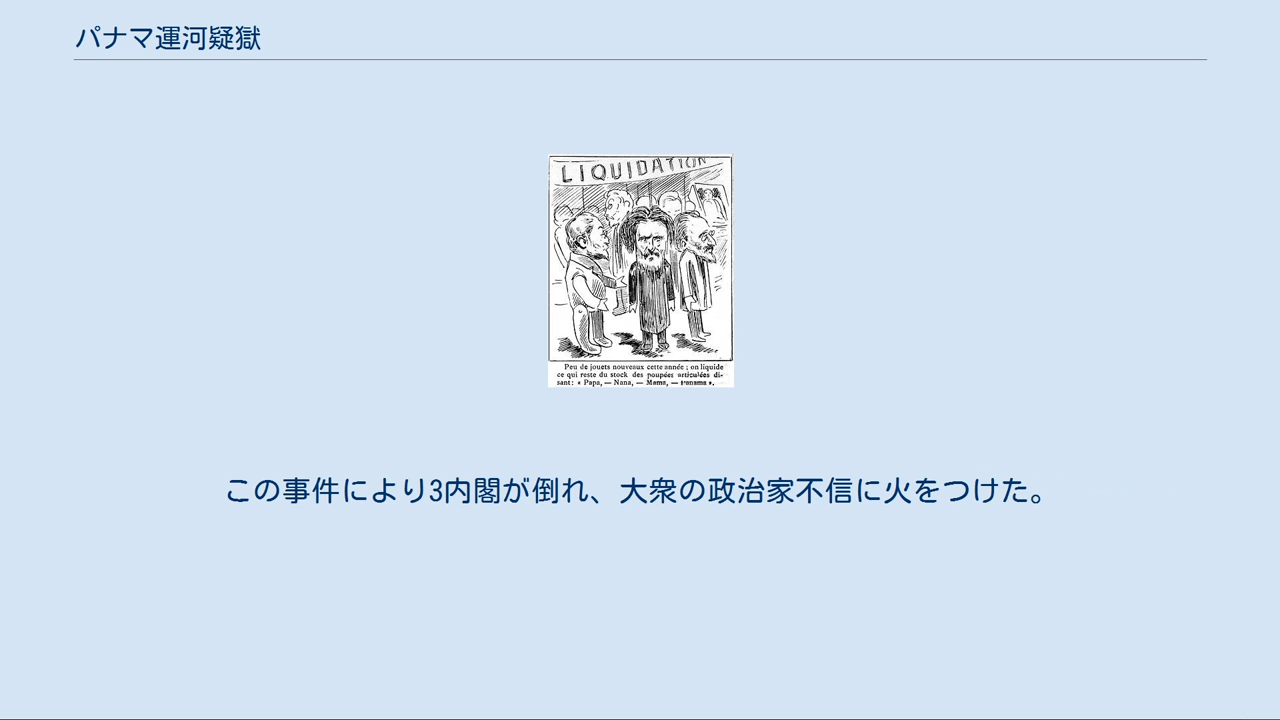 パナマ運河疑獄
LIQUIDATION
Peu de jouets nouveaux cette année ; on liquide
ce qui reste du stock des poupées articulées di-
sant : « Papa, — Nana, — Mama, — Panama ».
この事件により3内閣が倒れ、大衆の政治家不信に火をつけた。